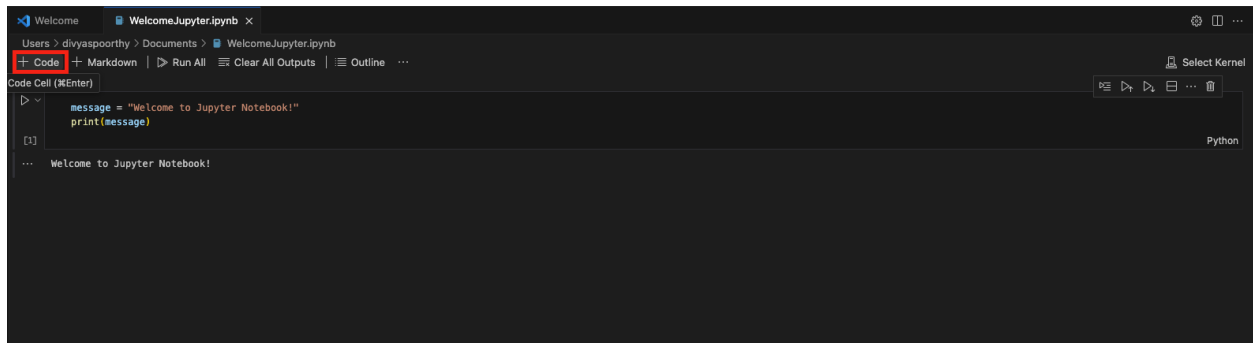 Welcome WelcomeJupyter.ipynb
Users > divyaspoorthy > Documents > WelcomeJupyter.ipynb
+ Code + Markdown | Run All Clear All Outputs | Outline ... Select Kernel
Code Cell (⌘Enter)
message = "Welcome to Jupyter Notebook!"
print(message)
[1] Python
Welcome to Jupyter Notebook!